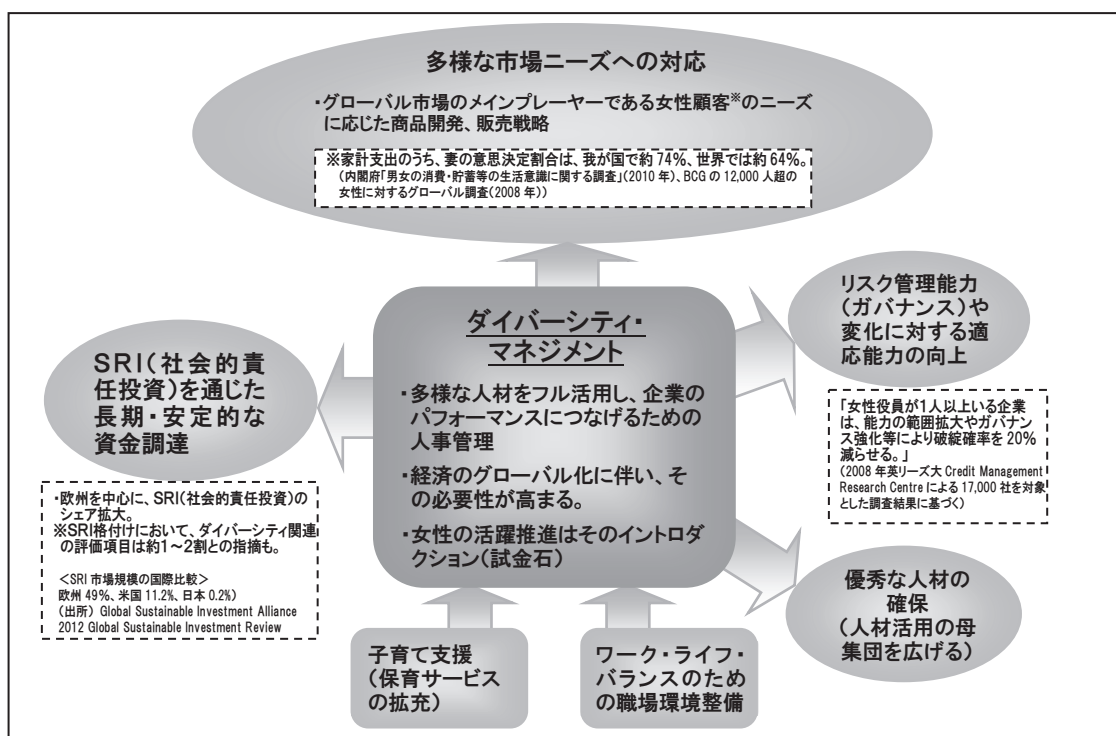 多様な市場ニーズへの対応
・グローバル市場のメインプレーヤーである女性顧客※のニーズ
に応じた商品開発、販売戦略
※家計支出のうち、妻の意思決定割合は、我が国で約74%、世界では約64%。
(内閣府「男女の消費・貯蓄等の生活意識に関する調査」(2010年)、BCGの12,000人超の
女性に対するグローバル調査(2008年))
リスク管理能力
(ガバナンス)や
変化に対する適
応能力の向上
「女性役員が1人以上いる企業
は、能力の範囲拡大やガバナン
ス強化等により破綻確率を20%
減らせる。」
(2008年英リーズ大Credit Management
Research Centreによる17,000社を対象
とした調査結果に基づく)
ダイバーシティ・
マネジメント
・多様な人材をフル活用し、企業の
パフォーマンスにつなげるための
人事管理
・経済のグローバル化に伴い、そ
の必要性が高まる。
・女性の活躍推進はそのイントロダ
クション(試金石)
SRI(社会的責
任投資)を通じた
長期・安定的な
資金調達
・欧州を中心に、SRI(社会的責任投資)の
シェア拡大。
※SRI格付けにおいて、ダイバーシティ関連
の評価項目は約1~2割との指摘も。
<SRI市場規模の国際比較>
欧州49%、米国11.2%、日本0.2%)
(出所) Global Sustainable Investment Alliance
2012 Global Sustainable Investment Review
優秀な人材の
確保
(人材活用の母
集団を広げる)
子育て支援
(保育サービス
の拡充)
ワーク・ライフ・
バランスのため
の職場環境整備